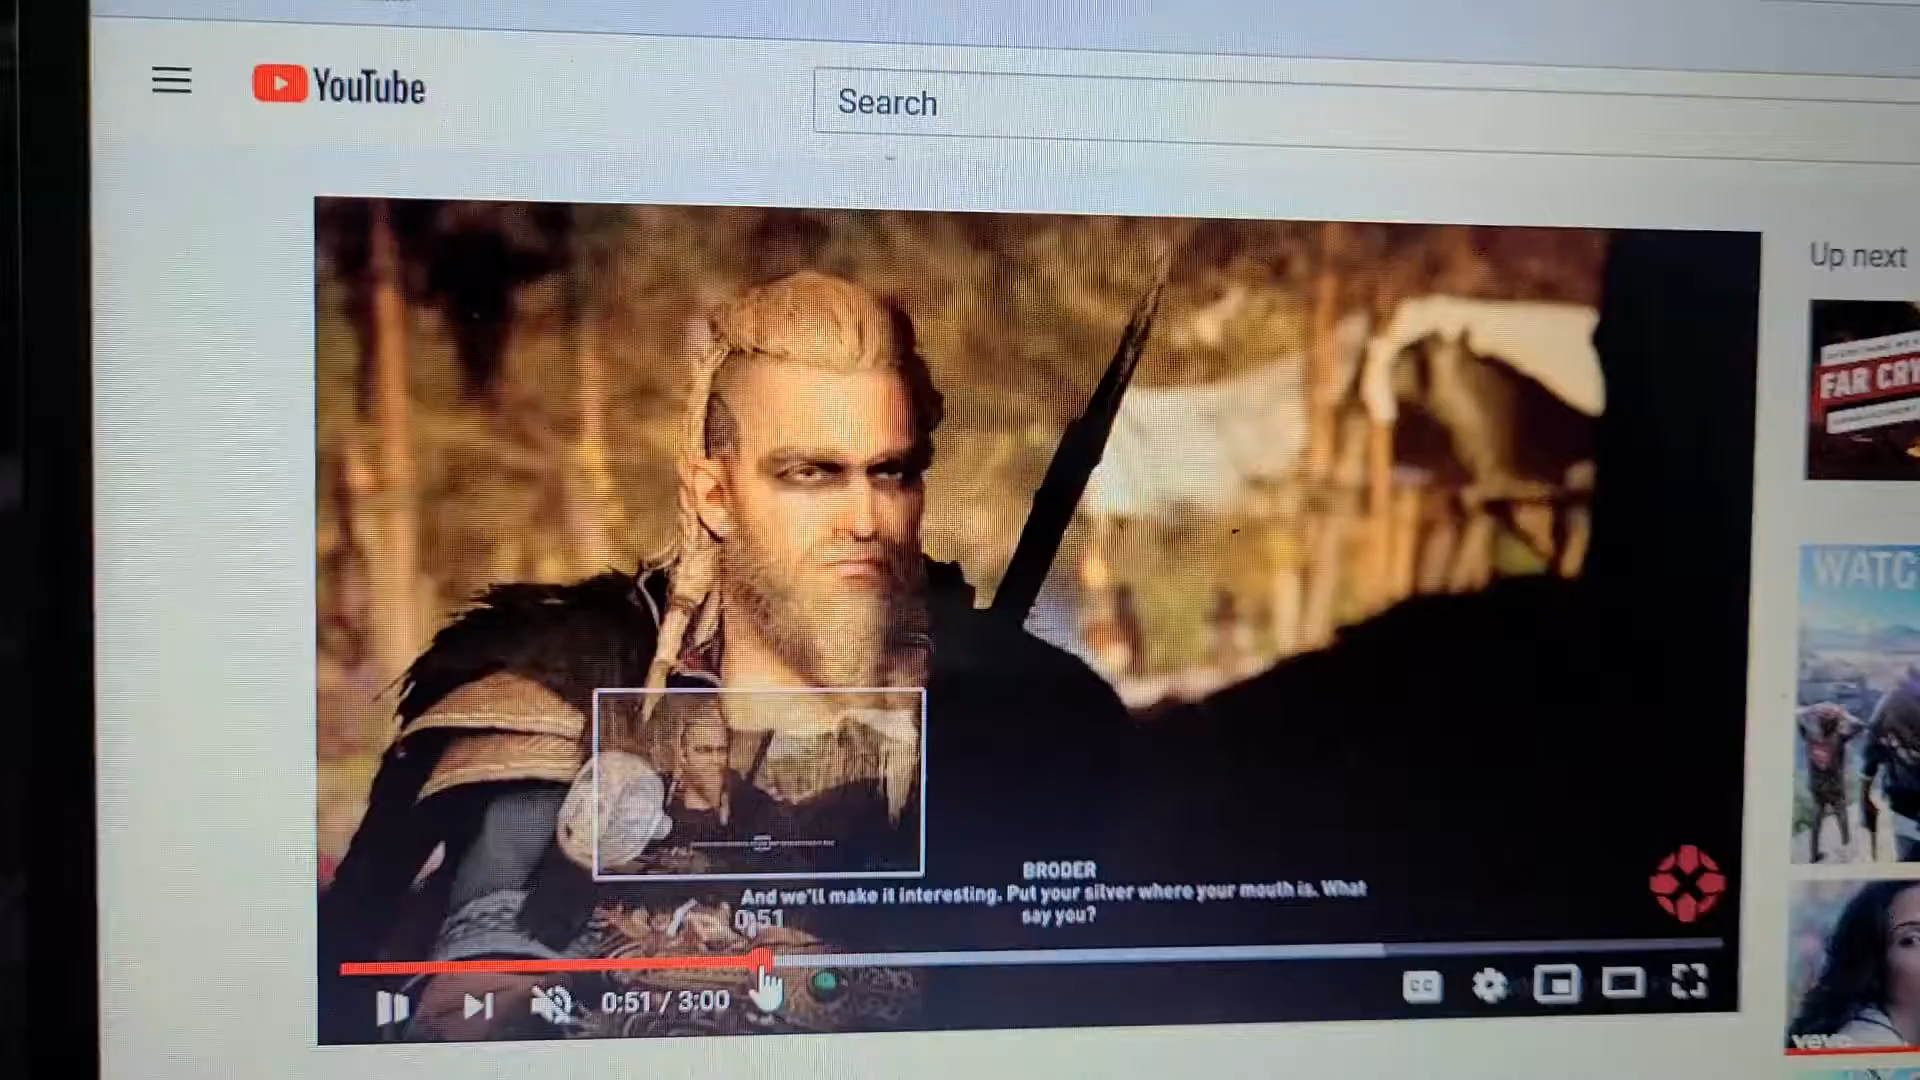 YouTube
Search
Up next
FAR CRY
WATC
BRODER
And we'll make it interesting. Put your silver where your mouth is. What
say you?
0:51
0:51 / 3:00
CC
vevo